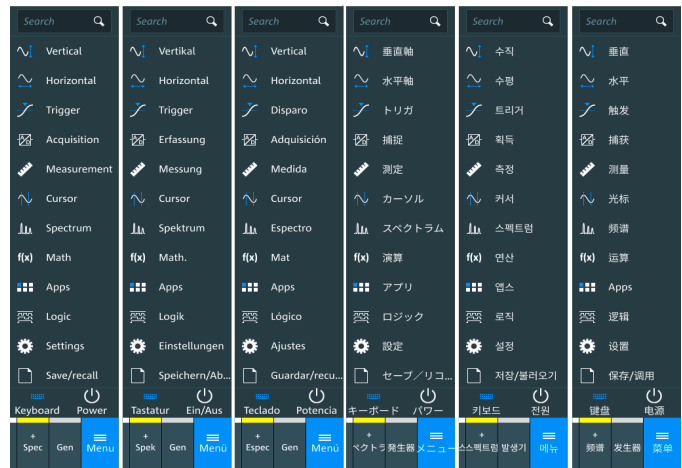 Search
Vertical
Horizontal
Trigger
Acquisition
Measurement
Cursor
Spectrum
f(x) Math
Apps
Logic
Settings
Save/recall
Keyboard Power
+
Spec Gen Menu
Search
Vertikal
Horizontal
Trigger
Erfassung
Messung
Cursor
Spektrum
f(x) Math.
Apps
Logik
Einstellungen
Speichern/Ab...
Tastatur Ein/Aus
+
Spek Gen Menü
Search
Vertical
Horizontal
Disparo
Adquisición
Medida
Cursor
Espectro
f(x) Mat
Apps
Lógico
Ajustes
Guardar/recu...
Teclado Potencia
+
Espec Gen Menú
Search
垂直軸
水平軸
トリガ
捕捉
測定
カーソル
スペクトラム
f(x) 演算
アプリ
ロジック
設定
セーブ／リコ...
キーボード パワー
+
ペクトラ 発生器 メニュー
Search
수직
수평
트리거
획득
측정
커서
스펙트럼
f(x) 연산
앱스
로직
설정
저장/불러오기
키보드 전원
+
스펙트럼 발생기 메뉴
Search
垂直
水平
触发
捕获
测量
光标
频谱
f(x) 运算
Apps
逻辑
设置
保存/调用
键盘 电源
+
频谱 发生器 菜单